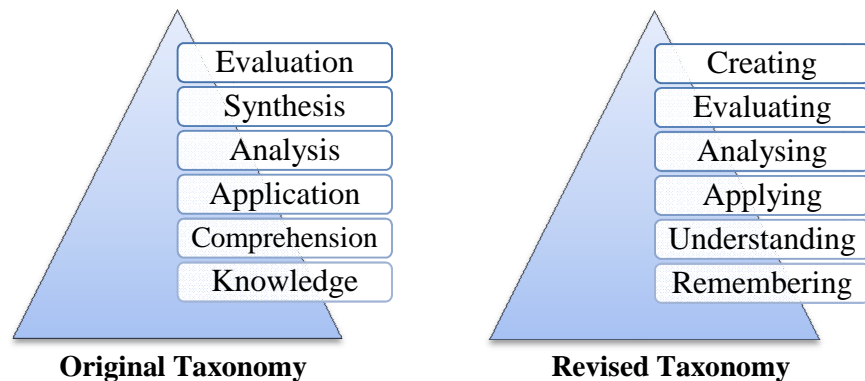 Evaluation
Synthesis
Analysis
Application
Comprehension
Knowledge
Original Taxonomy
Creating
Evaluating
Analysing
Applying
Understanding
Remembering
Revised Taxonomy